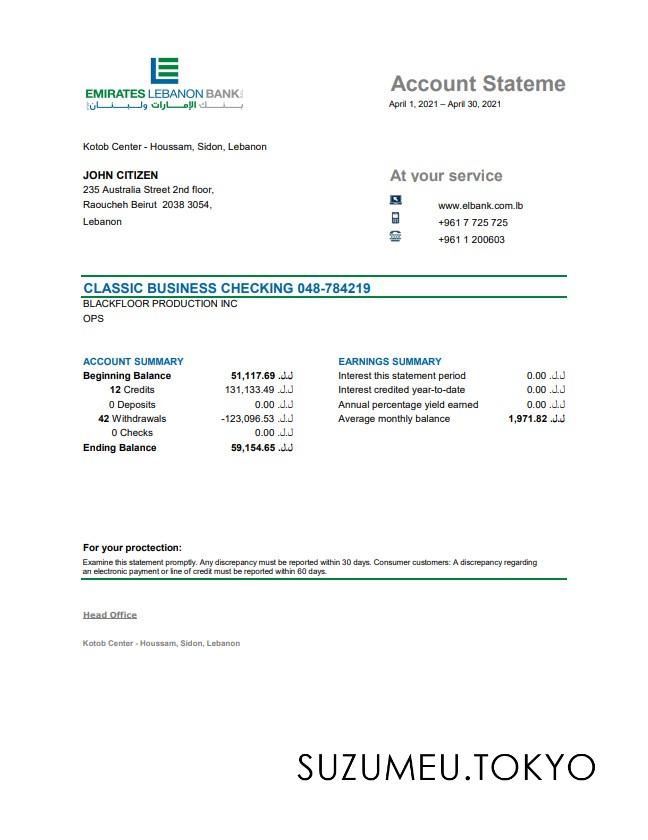 EMIRATES LEBANON BANK
بنك الإمارات ولبنان
Account Stateme
April 1, 2021 – April 30, 2021
Kotob Center - Houssam, Sidon, Lebanon
JOHN CITIZEN
235 Australia Street 2nd floor,
Raoucheh Beirut 2038 3054,
Lebanon
At your service
www.elbank.com.lb
+961 7 725 725
+961 1 200603
CLASSIC BUSINESS CHECKING 048-784219
BLACKFLOOR PRODUCTION INC
OPS
ACCOUNT SUMMARY
Beginning Balance 51,117.69 ل.ل.
12 Credits 131,133.49 ل.ل.
0 Deposits 0.00 ل.ل.
42 Withdrawals -123,096.53 ل.ل.
0 Checks 0.00 ل.ل.
Ending Balance 59,154.65 ل.ل.
EARNINGS SUMMARY
Interest this statement period 0.00 ل.ل.
Interest credited year-to-date 0.00 ل.ل.
Annual percentage yield earned 0.00 ل.ل.
Average monthly balance 1,971.82 ل.ل.
For your proctection:
Examine this statement promptly. Any discrepancy must be reported within 30 days. Consumer customers: A discrepancy regarding
an electronic payment or line of credit must be reported within 60 days.
Head Office
Kotob Center - Houssam, Sidon, Lebanon
SUZUMEU.TOKYO